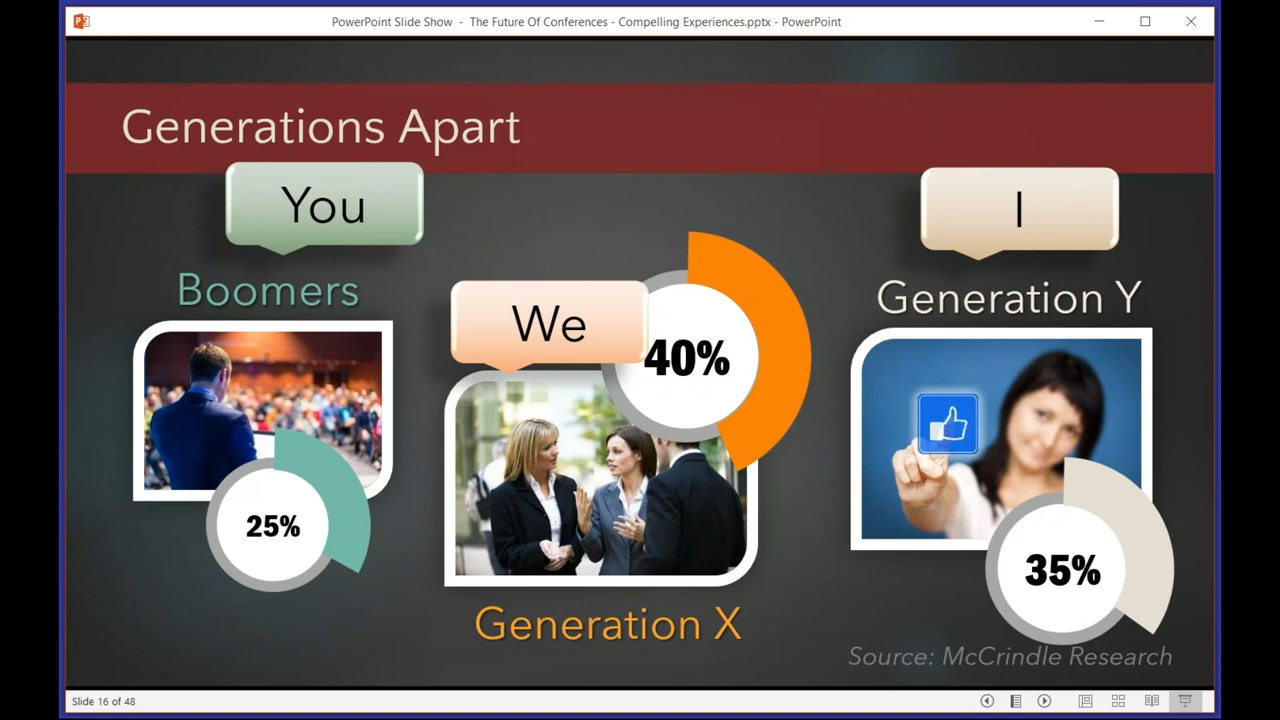 PowerPoint Slide Show - The Future Of Conferences - Compelling Experiences.pptx - PowerPoint
Generations Apart
You
Boomers
25%
We
40%
Generation X
I
Generation Y
35%
Source: McCrindle Research
Slide 16 of 48